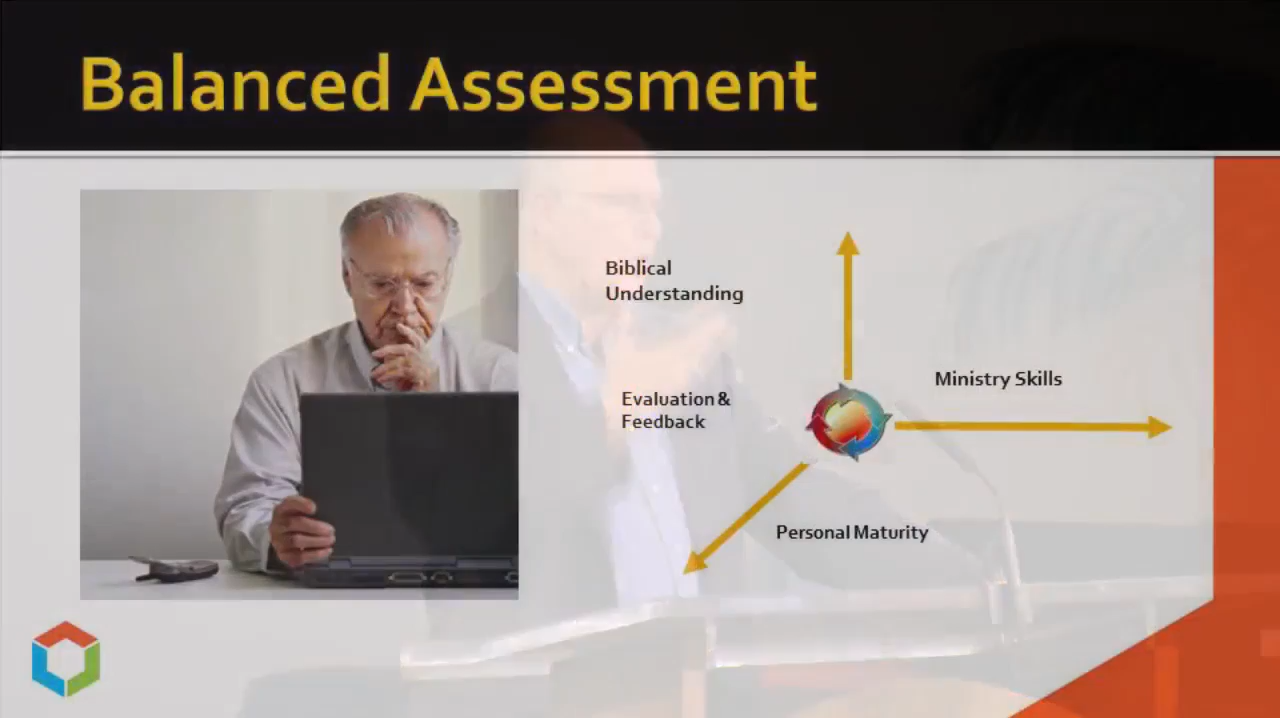 Balanced Assessment
Biblical
Understanding
Ministry Skills
Evaluation &
Feedback
Personal Maturity